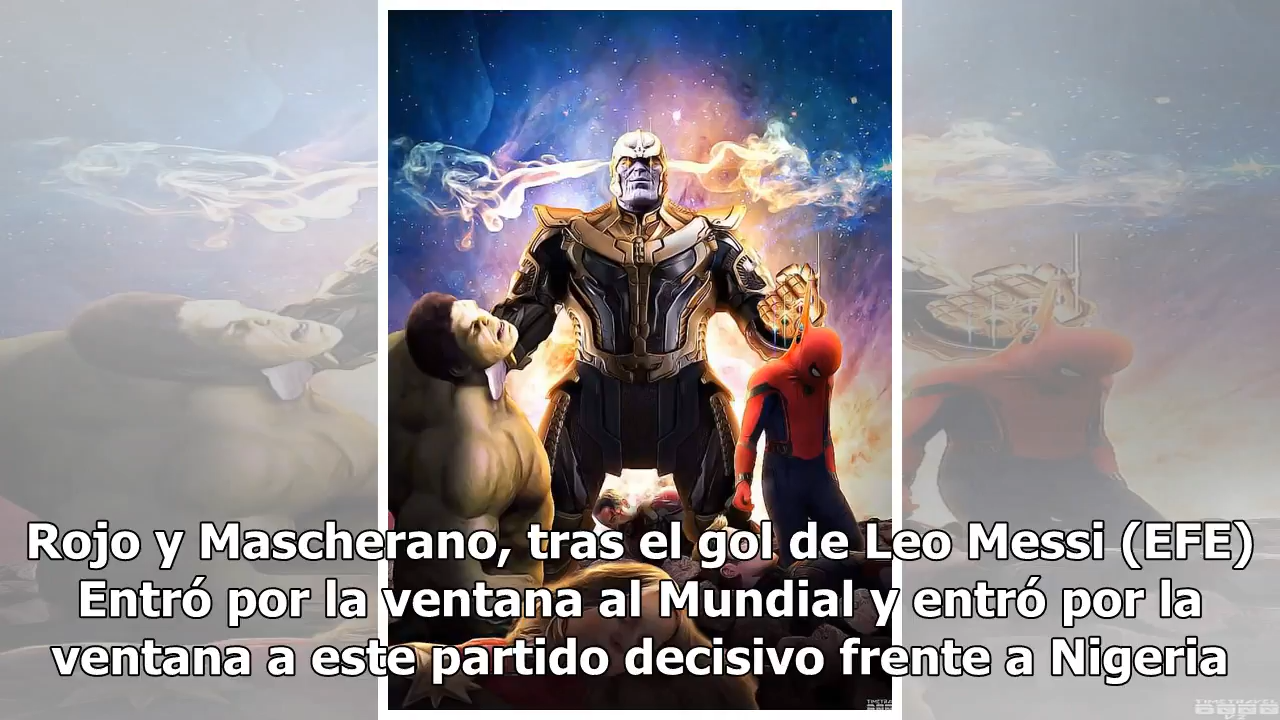 Rojo y Mascherano, tras el gol de Leo Messi (EFE)
Entró por la ventana al Mundial y entró por la
ventana a este partido decisivo frente a Nigeria